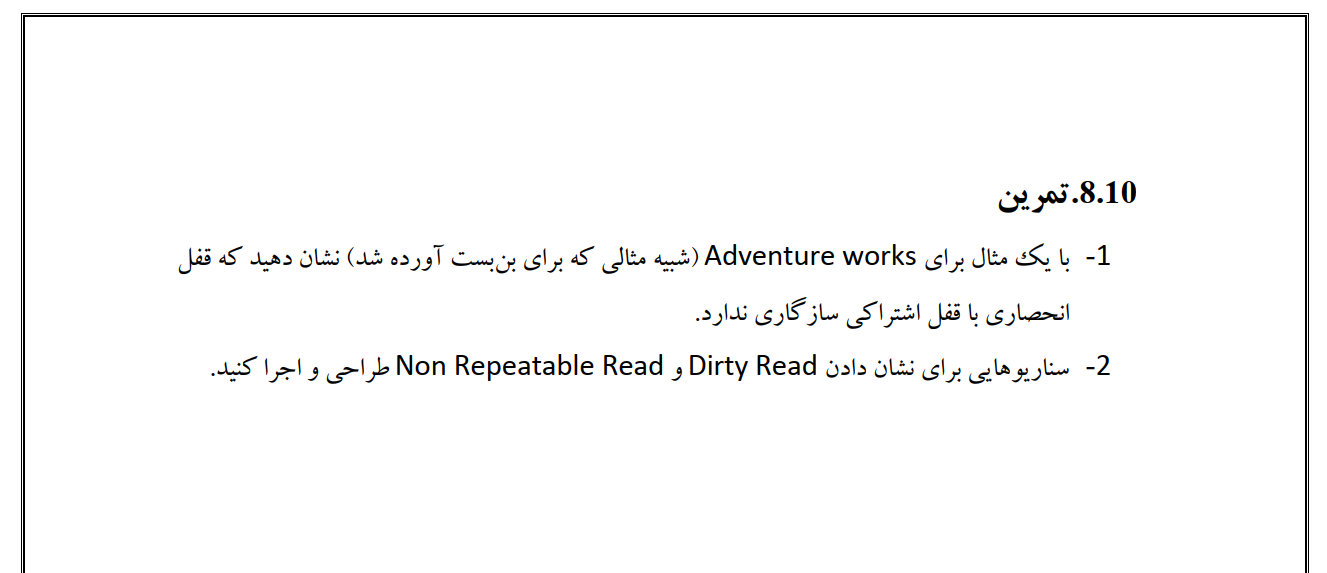 8.10.تمرین
1- با یک مثال برای Adventure works (شبیه مثالی که برای بن‌بست آورده شد) نشان دهید که قفل
انحصاری با قفل اشتراکی سازگاری ندارد.
2- سناریوهایی برای نشان دادن Dirty Read و Non Repeatable Read طراحی و اجرا کنید.